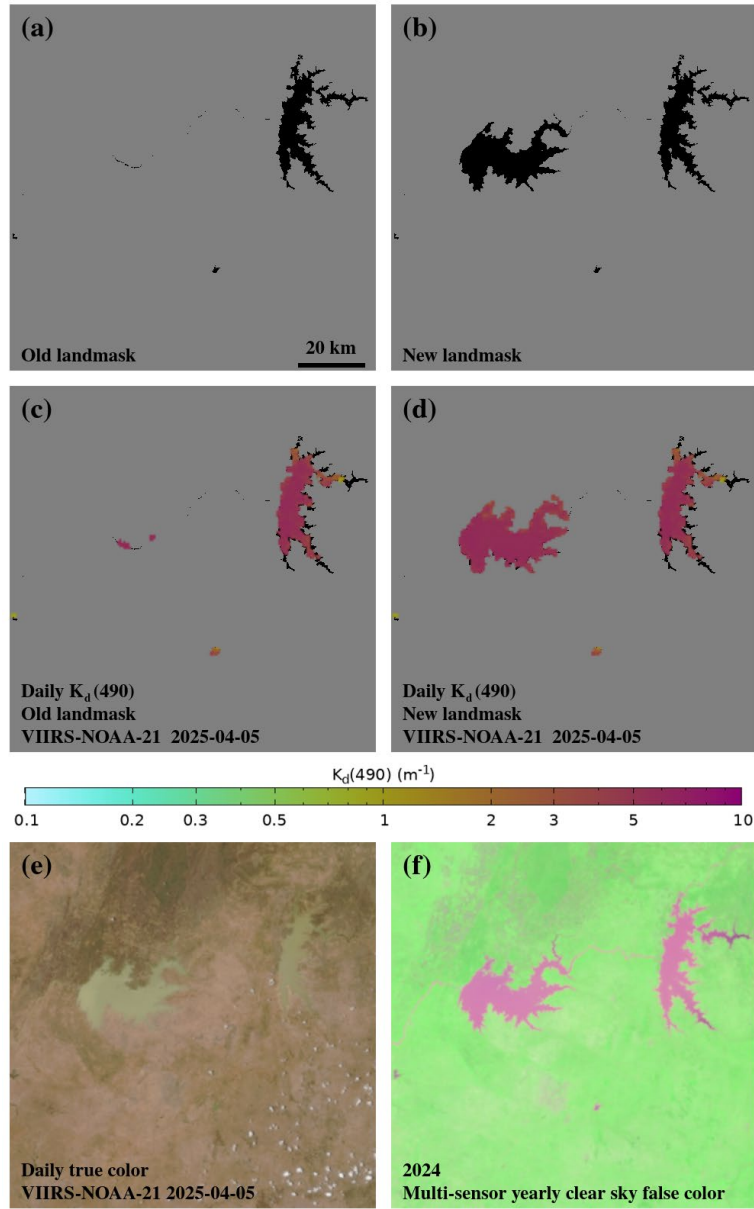 (a)
(b)
Old landmask
20 km
New landmask
(c)
(d)
Daily K_d(490)
Old landmask
VIIRS-NOAA-21 2025-04-05
Daily K_d(490)
New landmask
VIIRS-NOAA-21 2025-04-05
K_d(490) (m⁻¹)
0.1 0.2 0.3 0.5 1 2 3 5 10
(e)
(f)
Daily true color
VIIRS-NOAA-21 2025-04-05
2024
Multi-sensor yearly clear sky false color